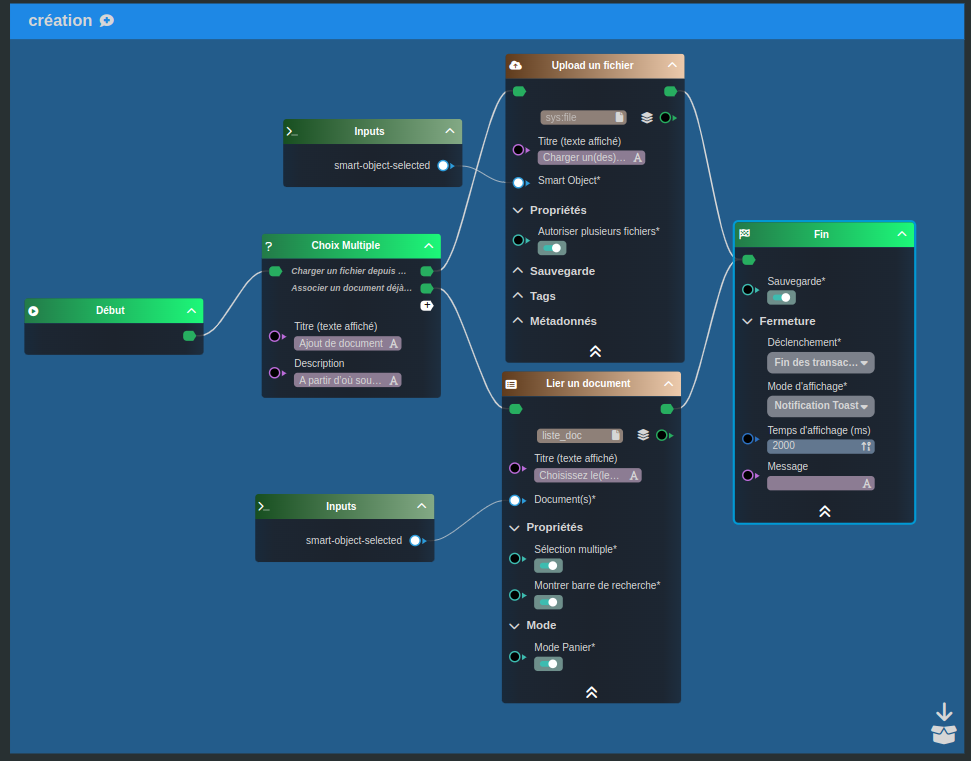 création
Inputs
smart-object-selected
Choix Multiple
Charger un fichier depuis ...
Associer un document déjà...
Titre (texte affiché)
Ajout de document
Description
A partir d'où sou...
Début
Inputs
smart-object-selected
Upload un fichier
sys:file
Titre (texte affiché)
Charger un(des)...
Smart Object*
Propriétés
Autoriser plusieurs fichiers*
Sauvegarde
Tags
Métadonnés
Lier un document
liste_doc
Titre (texte affiché)
Choisissez le(le...
Document(s)*
Propriétés
Sélection multiple*
Montrer barre de recherche*
Mode
Mode Panier*
Fin
Sauvegarde*
Fermeture
Déclenchement*
Fin des transac...
Mode d'affichage*
Notification Toast
Temps d'affichage (ms)
2000
Message